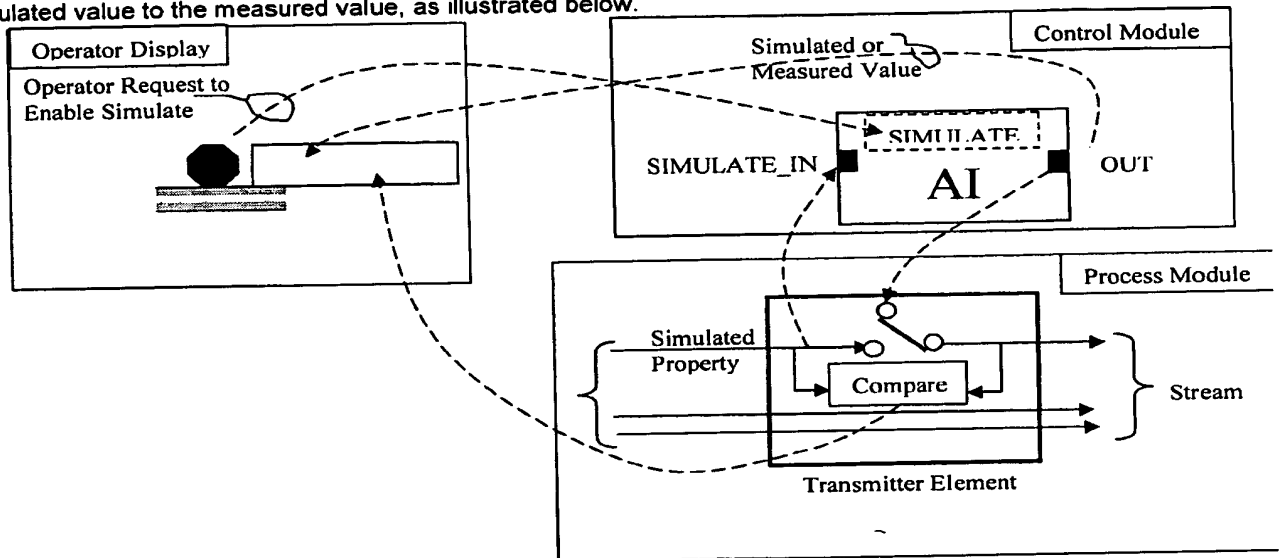 ulated value to the measured value, as illustrated below.
Operator Display
Operator Request to
Enable Simulate
Simulated or
Measured Value
Control Module
SIMULATE
SIMULATE_IN
AI
OUT
Process Module
Simulated
Property
Compare
Stream
Transmitter Element